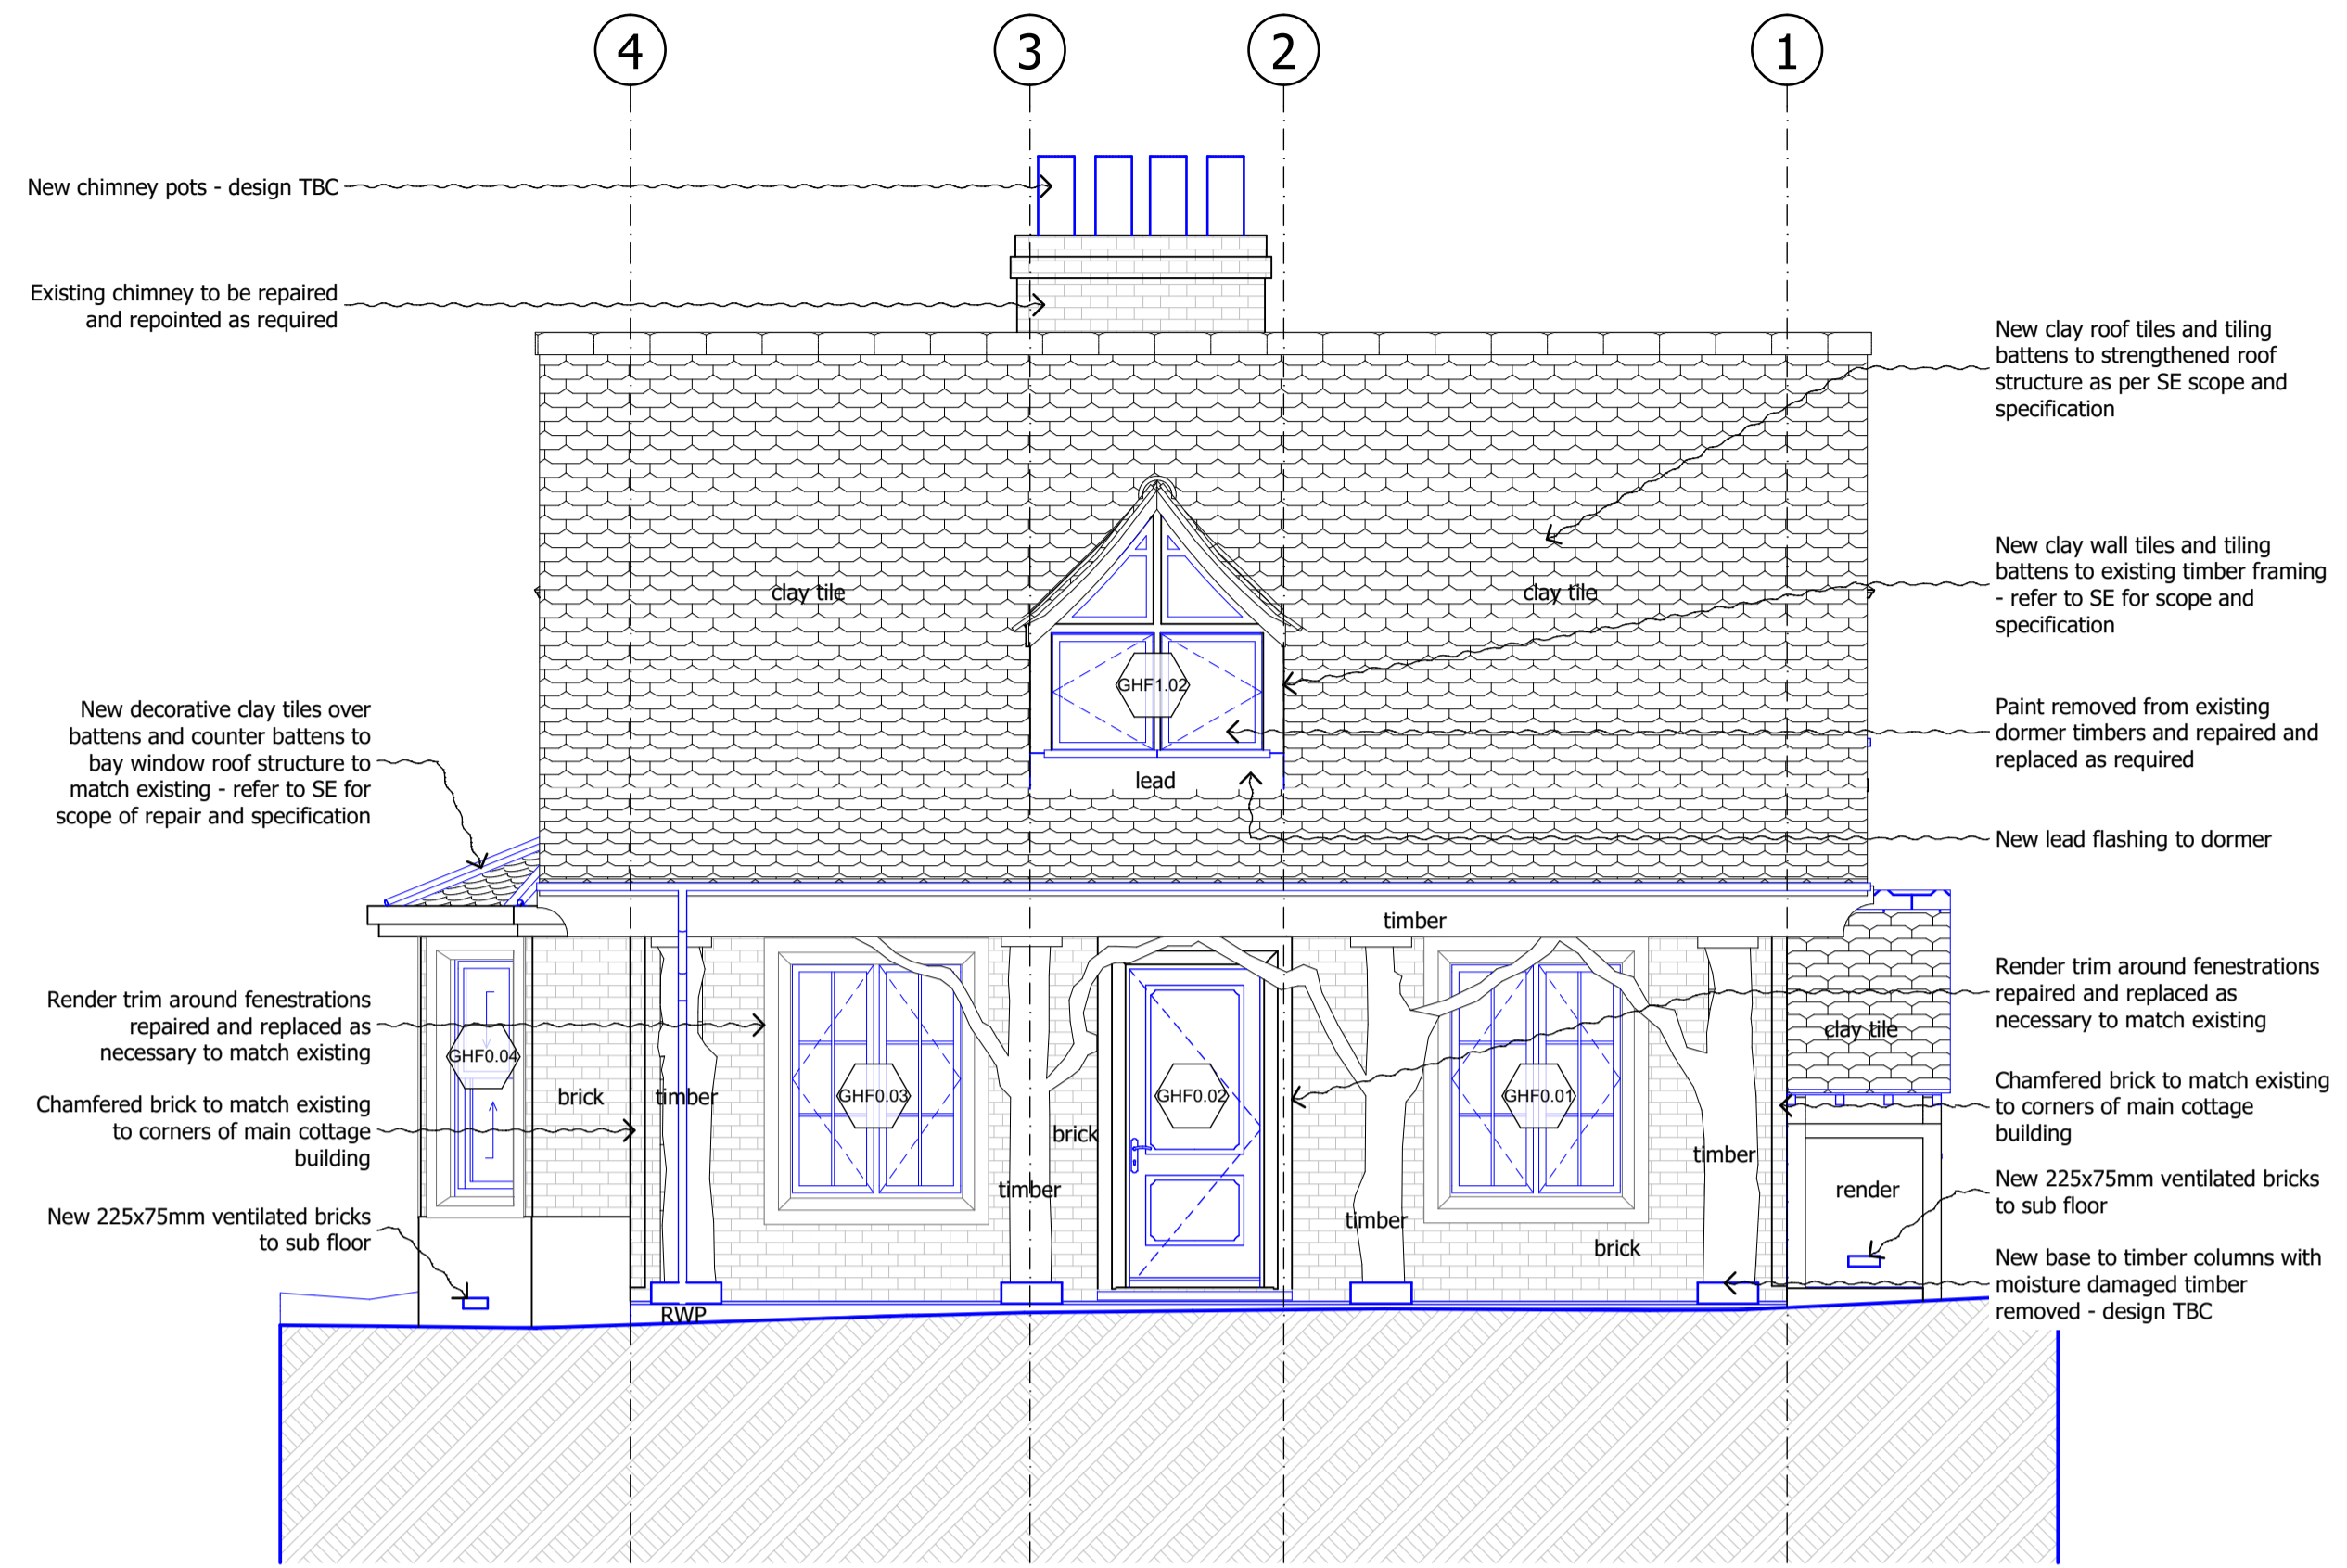 4
3
2
1
New chimney pots - design TBC
Existing chimney to be repaired
and repointed as required
New decorative clay tiles over
battens and counter battens to
bay window roof structure to
match existing - refer to SE for
scope of repair and specification
Render trim around fenestrations
repaired and replaced as
necessary to match existing
Chamfered brick to match existing
to corners of main cottage
building
New 225x75mm ventilated bricks
to sub floor
clay tile
clay tile
GHF1.02
lead
timber
GHF0.04
brick
timber
GHF0.03
timber
brick
GHF0.02
timber
GHF0.01
brick
timber
clay tile
render
RWP
New clay roof tiles and tiling
battens to strengthened roof
structure as per SE scope and
specification
New clay wall tiles and tiling
battens to existing timber framing
- refer to SE for scope and
specification
Paint removed from existing
dormer timbers and repaired and
replaced as required
New lead flashing to dormer
Render trim around fenestrations
repaired and replaced as
necessary to match existing
Chamfered brick to match existing
to corners of main cottage
building
New 225x75mm ventilated bricks
to sub floor
New base to timber columns with
moisture damaged timber
removed - design TBC